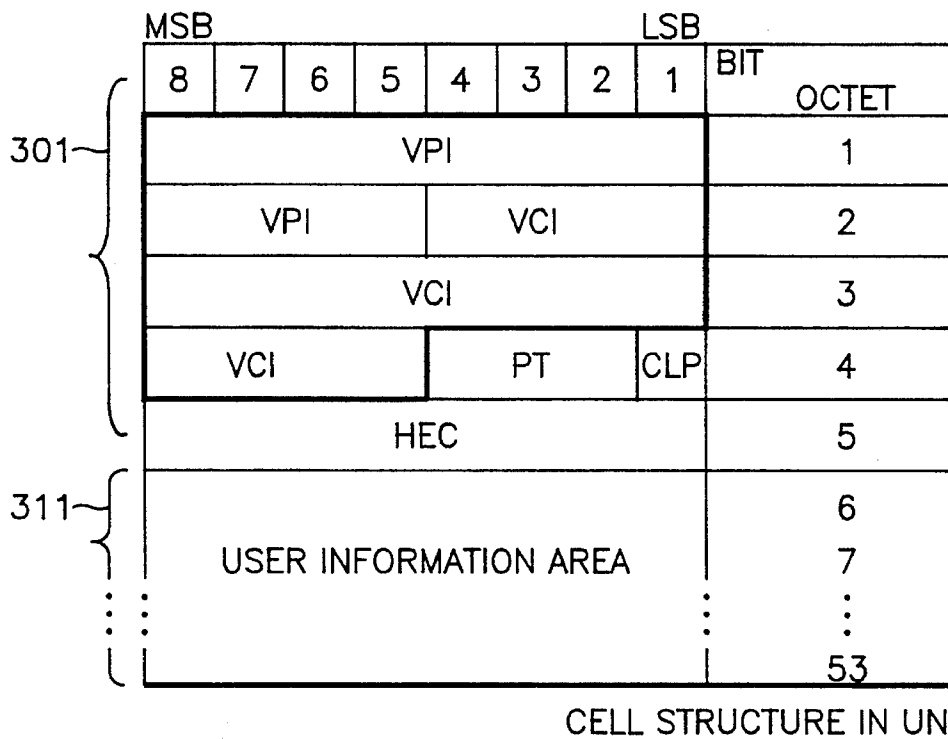 MSB LSB
8 7 6 5 4 3 2 1 BIT
OCTET
301 VPI 1
VPI VCI 2
VCI 3
VCI PT CLP 4
HEC 5
311 6
USER INFORMATION AREA 7
53
CELL STRUCTURE IN UN